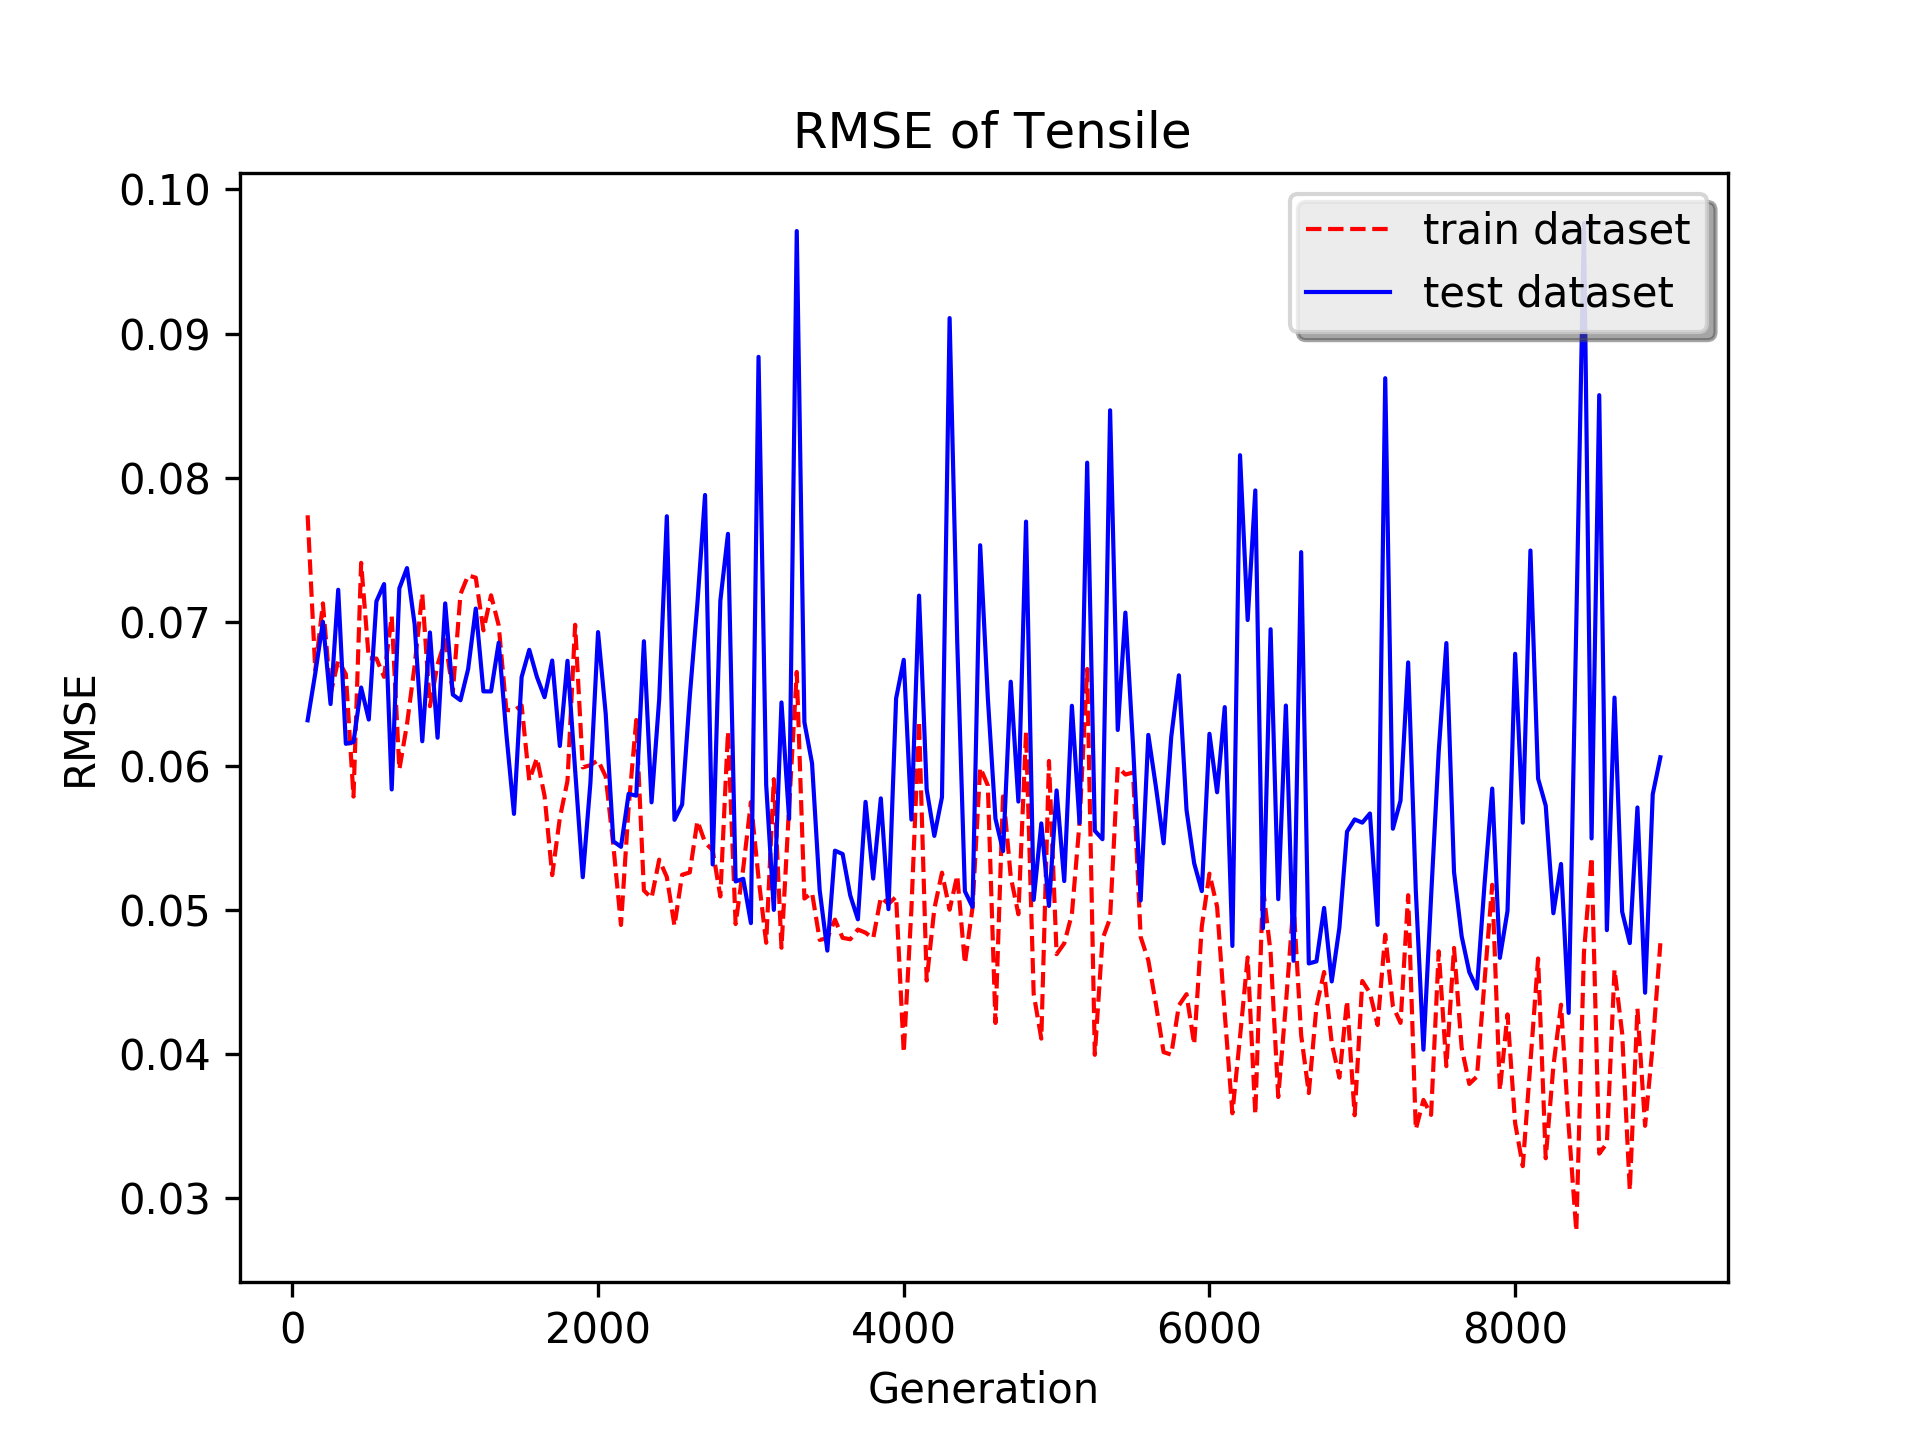 RMSE of Tensile
train dataset
test dataset
RMSE
0.10
0.09
0.08
0.07
0.06
0.05
0.04
0.03
0 2000 4000 6000 8000
Generation